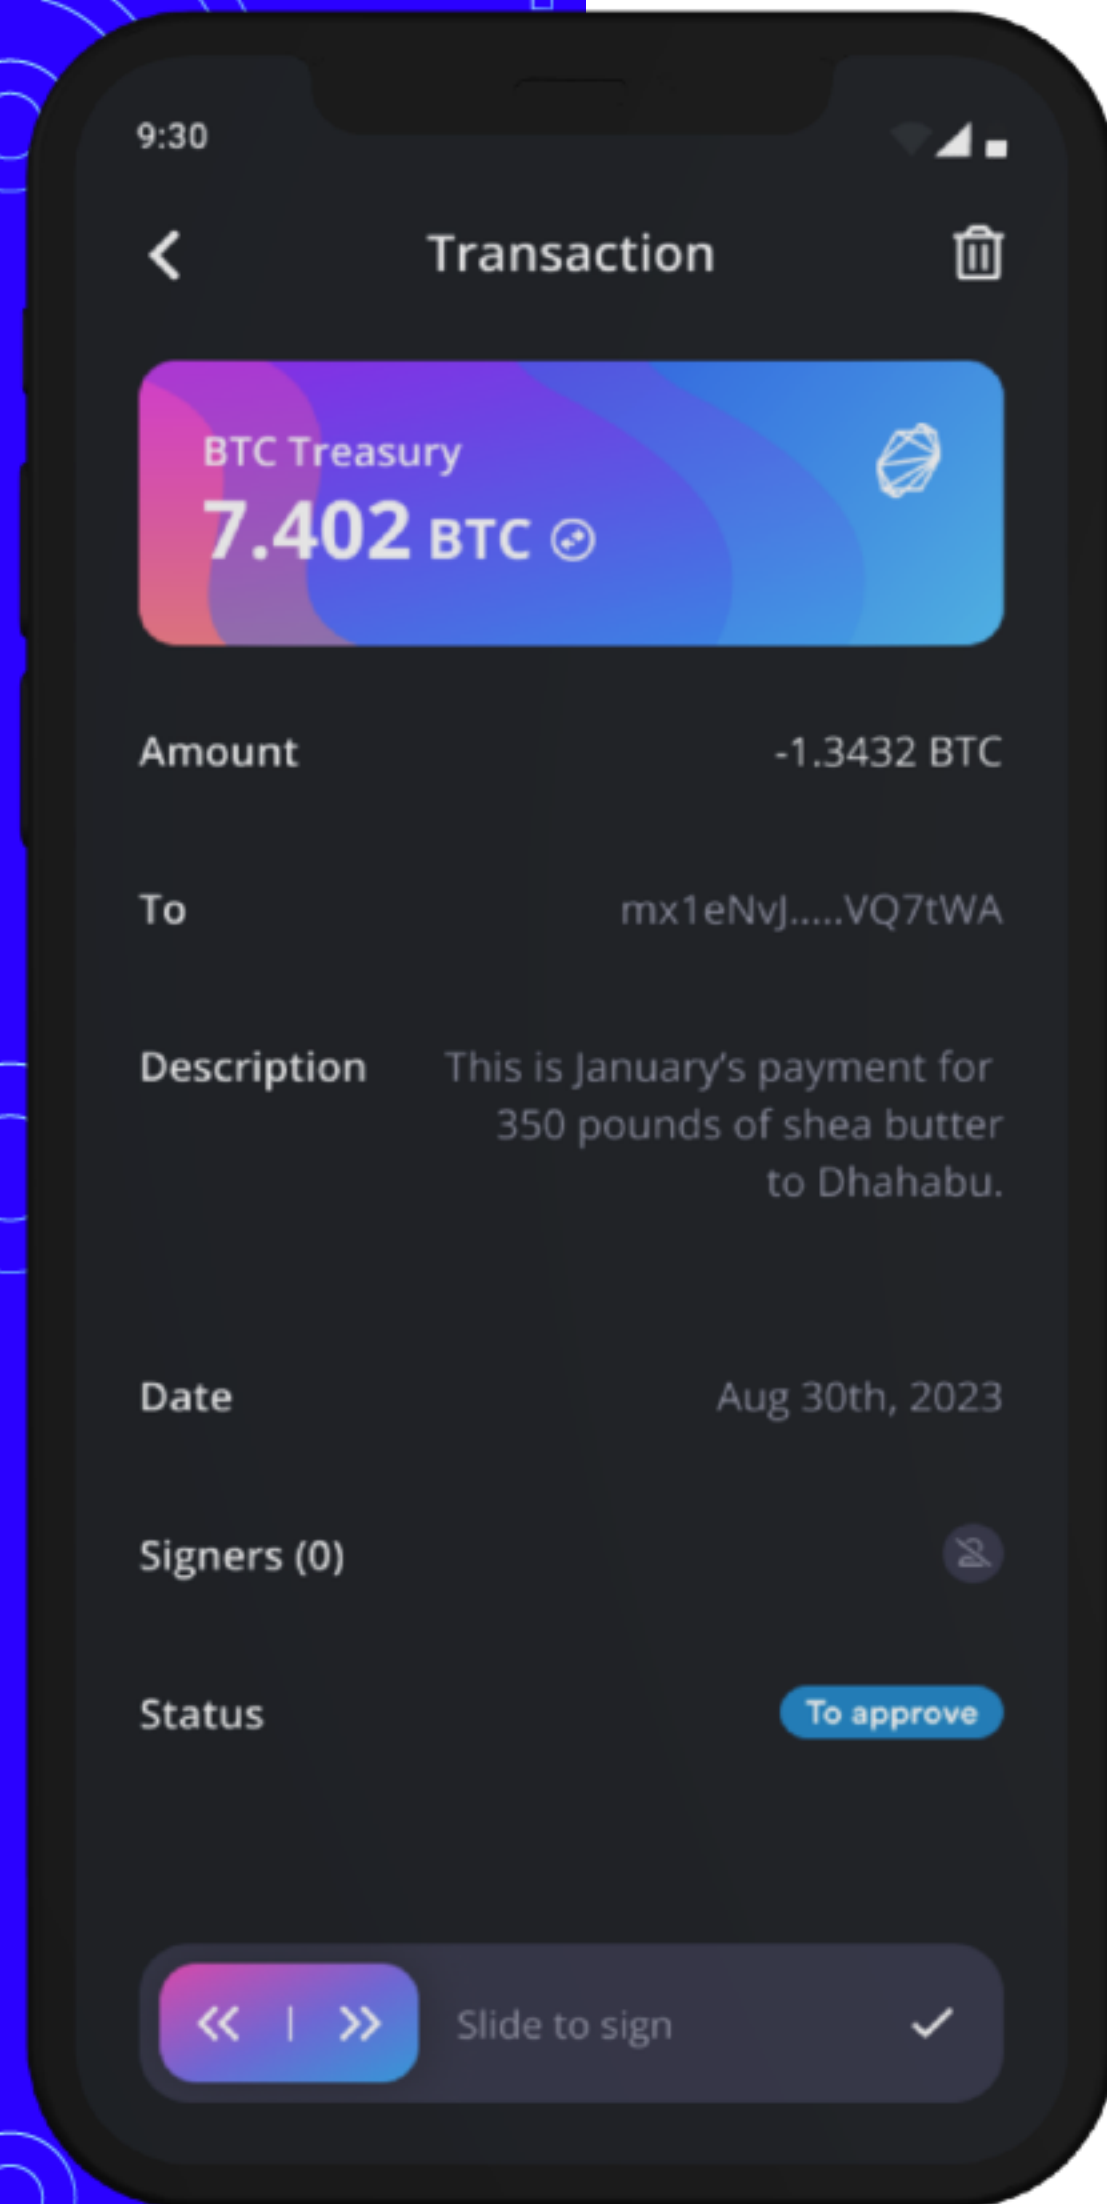 9:30
Transaction
BTC Treasury
7.402 BTC
Amount
-1.3432 BTC
To
mx1eNvJ.....VQ7tWA
Description
This is January’s payment for
350 pounds of shea butter
to Dhahabu.
Date
Aug 30th, 2023
Signers (0)
Status
To approve
Slide to sign